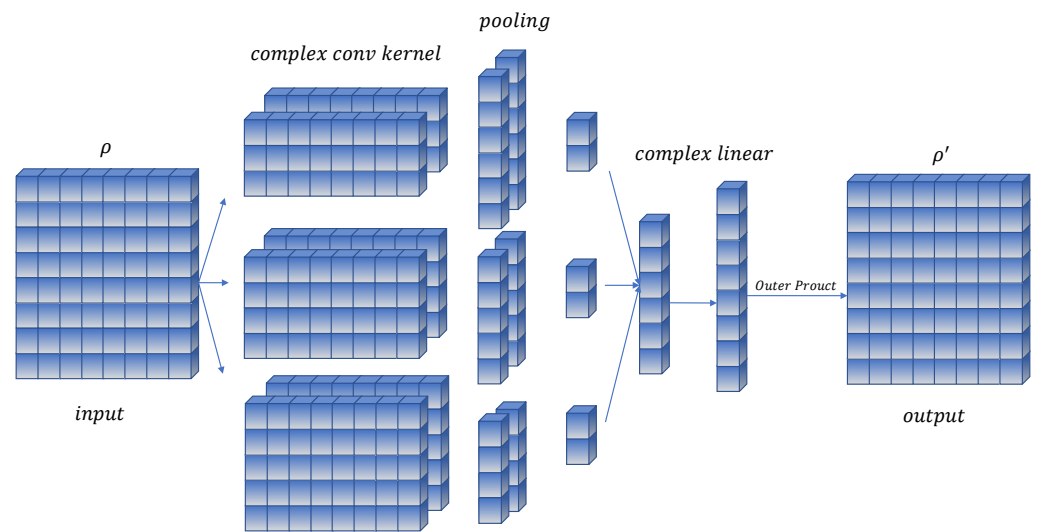 pooling
complex conv kernel
ρ
complex linear
ρ′
Outer Prouct
input
output